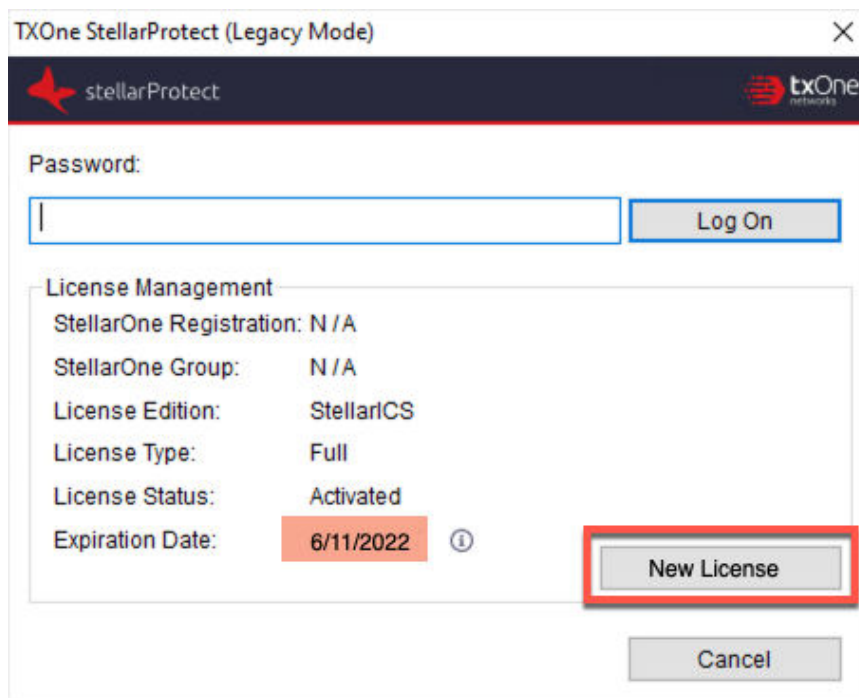 TXOne StellarProtect (Legacy Mode)
stellarProtect
txOne
networks
Password:
Log On
License Management
StellarOne Registration: N/A
StellarOne Group: N/A
License Edition: StellarICS
License Type: Full
License Status: Activated
Expiration Date: 6/11/2022
New License
Cancel